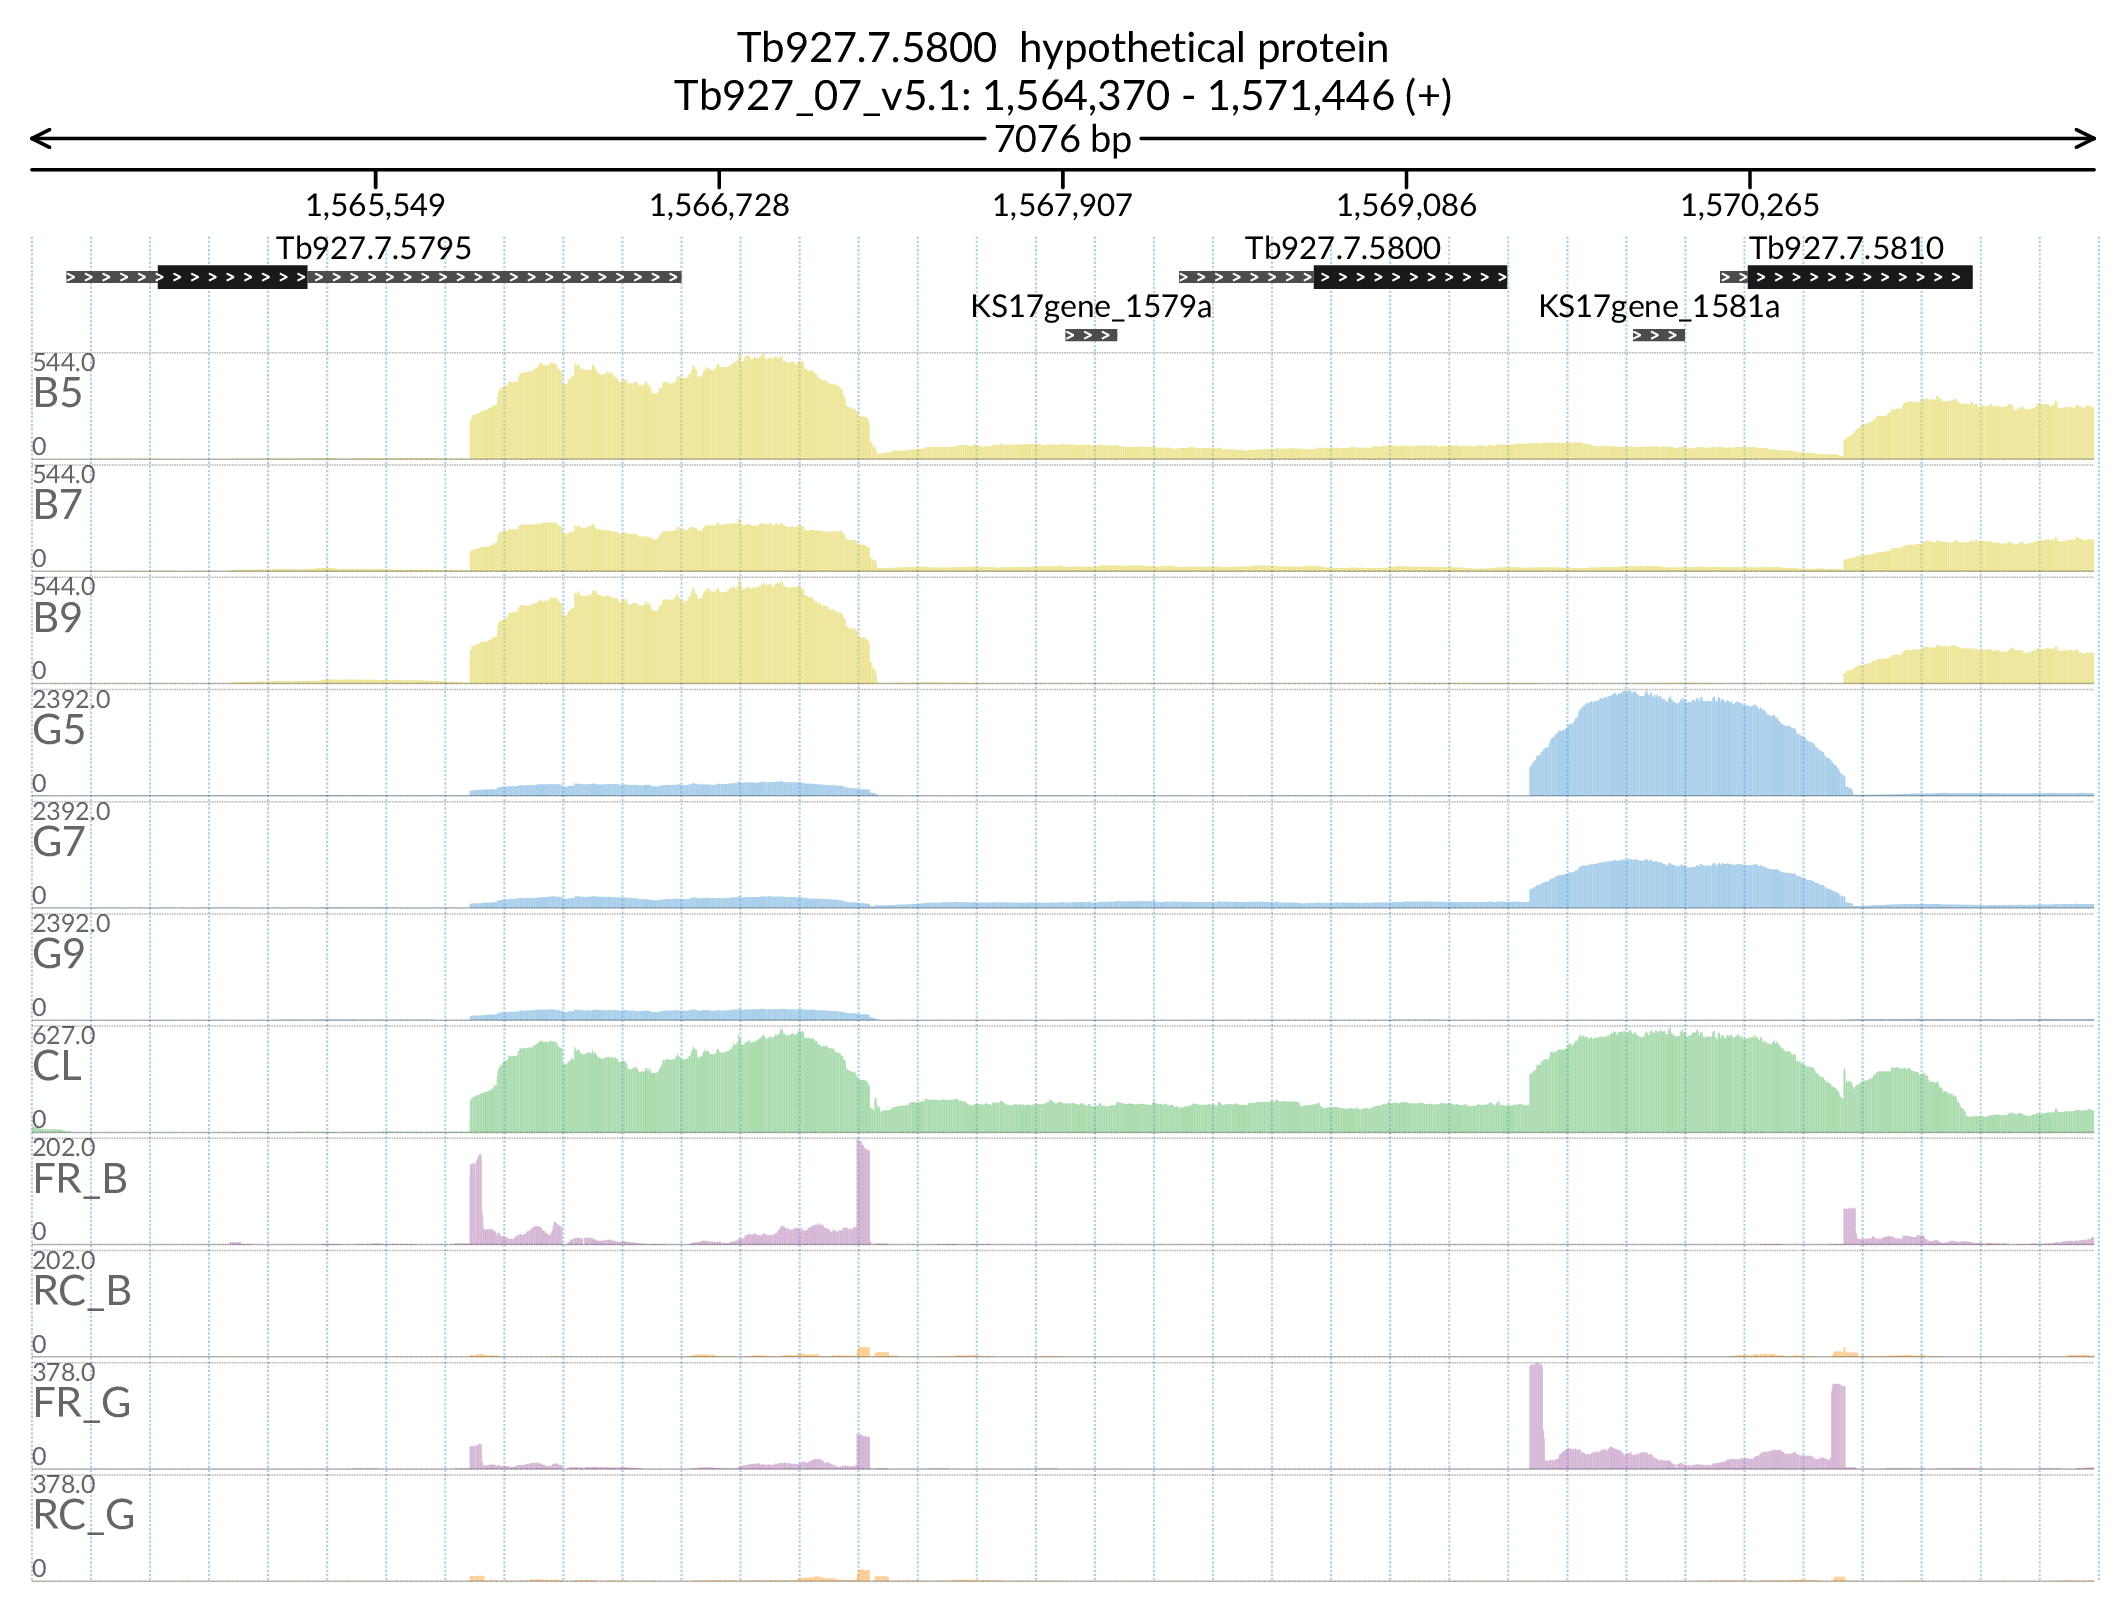 Tb927.7.5800 hypothetical protein
Tb927_07_v5.1: 1,564,370 - 1,571,446 (+)
7076 bp
1,565,549 1,566,728 1,567,907 1,569,086 1,570,265
Tb927.7.5795 Tb927.7.5800 Tb927.7.5810
KS17gene_1579a KS17gene_1581a
544.0
B5
0
544.0
B7
0
544.0
B9
0
2392.0
G5
0
2392.0
G7
0
2392.0
G9
0
627.0
CL
0
202.0
FR_B
0
202.0
RC_B
0
378.0
FR_G
0
378.0
RC_G
0